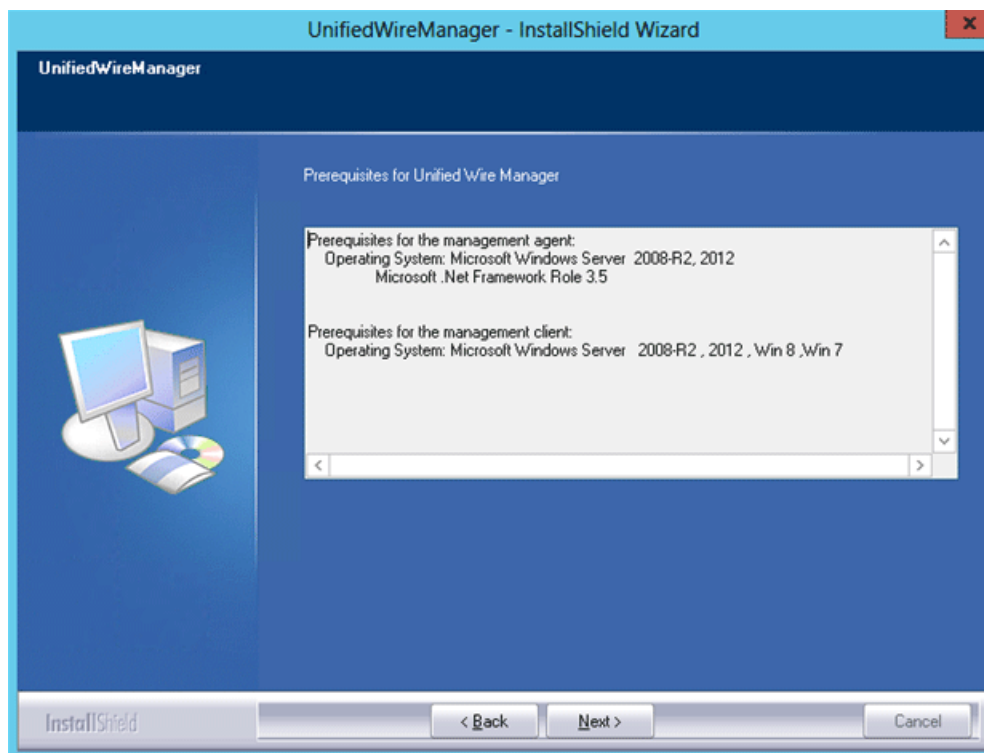 UnifiedWireManager - InstallShield Wizard
UnifiedWireManager
Prerequisites for Unified Wire Manager
Prerequisites for the management agent:
Operating System: Microsoft Windows Server 2008-R2, 2012
Microsoft .Net Framework Role 3.5
Prerequisites for the management client:
Operating System: Microsoft Windows Server 2008-R2 , 2012 , Win 8 ,Win 7
InstallShield
< Back
Next >
Cancel